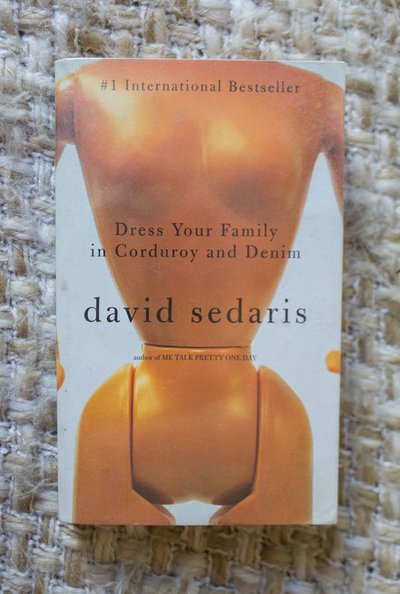 #1 International Bestseller
Dress Your Family
in Corduroy and Denim
david sedaris
author of ME TALK PRETTY ONE DAY